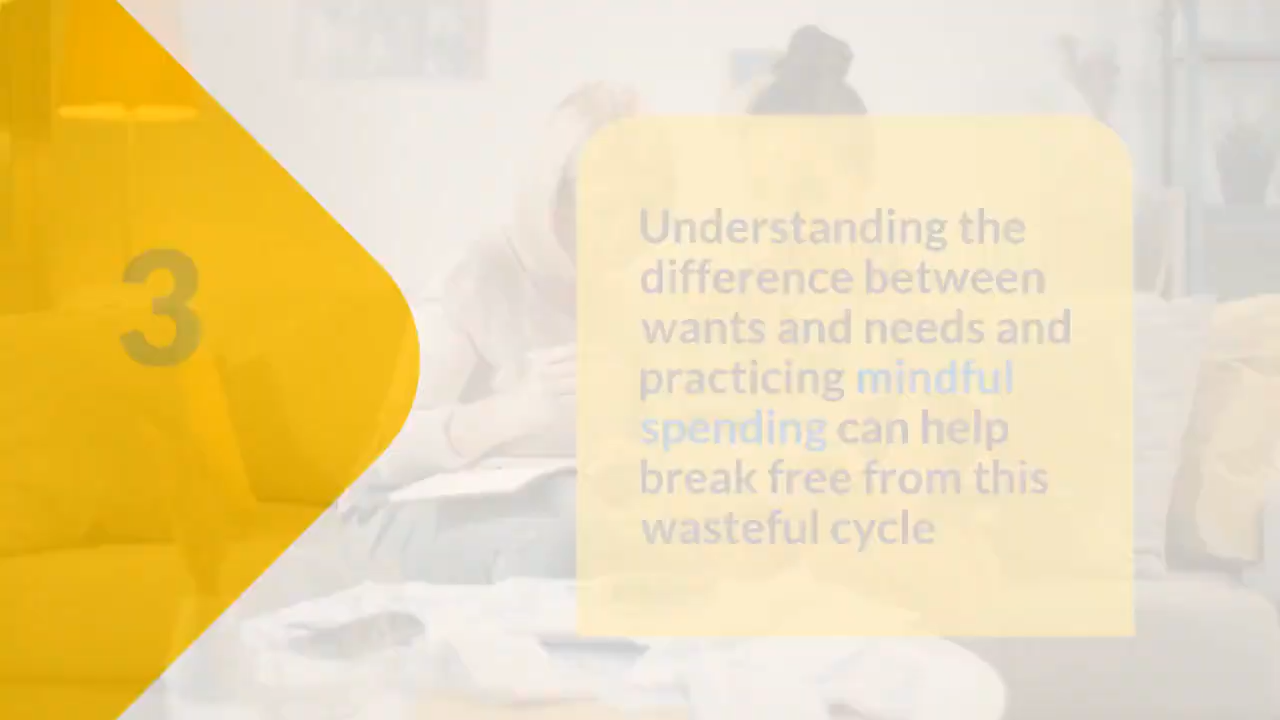 3
Understanding the
difference between
wants and needs and
practicing mindful
spending can help
break free from this
wasteful cycle